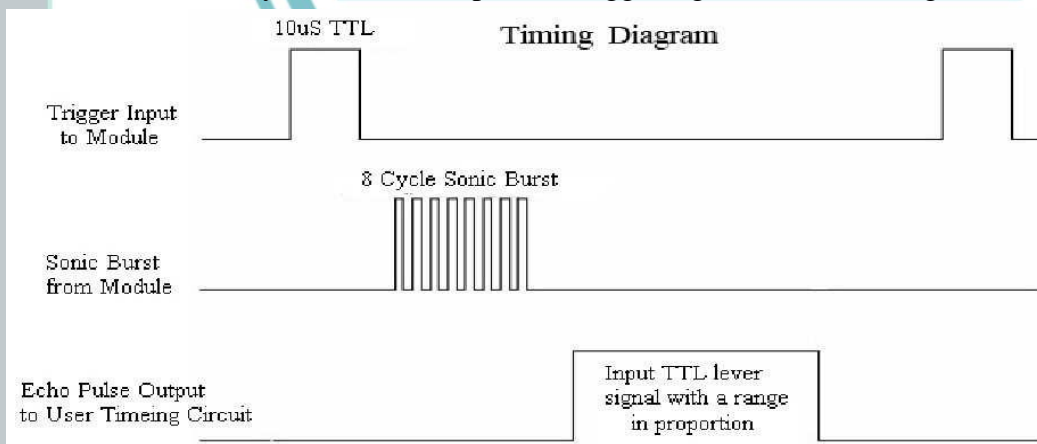 10uS TTL
Timing Diagram
Trigger Input
to Module
8 Cycle Sonic Burst
Sonic Burst
from Module
Echo Pulse Output
to User Timeing Circuit
Input TTL lever
signal with a range
in proportion